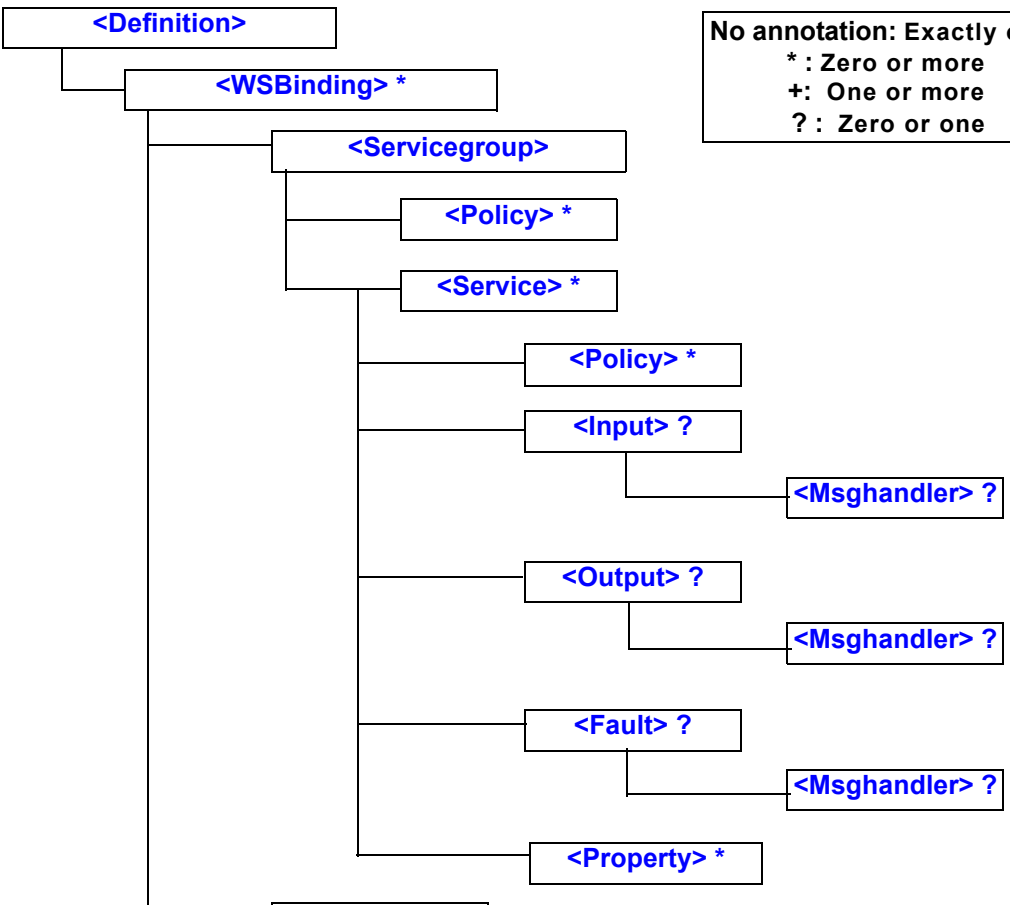 <Definition>
No annotation: Exactly
* : Zero or more
+: One or more
? : Zero or one
<WSBinding> *
<Servicegroup>
<Policy> *
<Service> *
<Policy> *
<Input> ?
<Msghandler> ?
<Output> ?
<Msghandler> ?
<Fault> ?
<Msghandler> ?
<Property> *